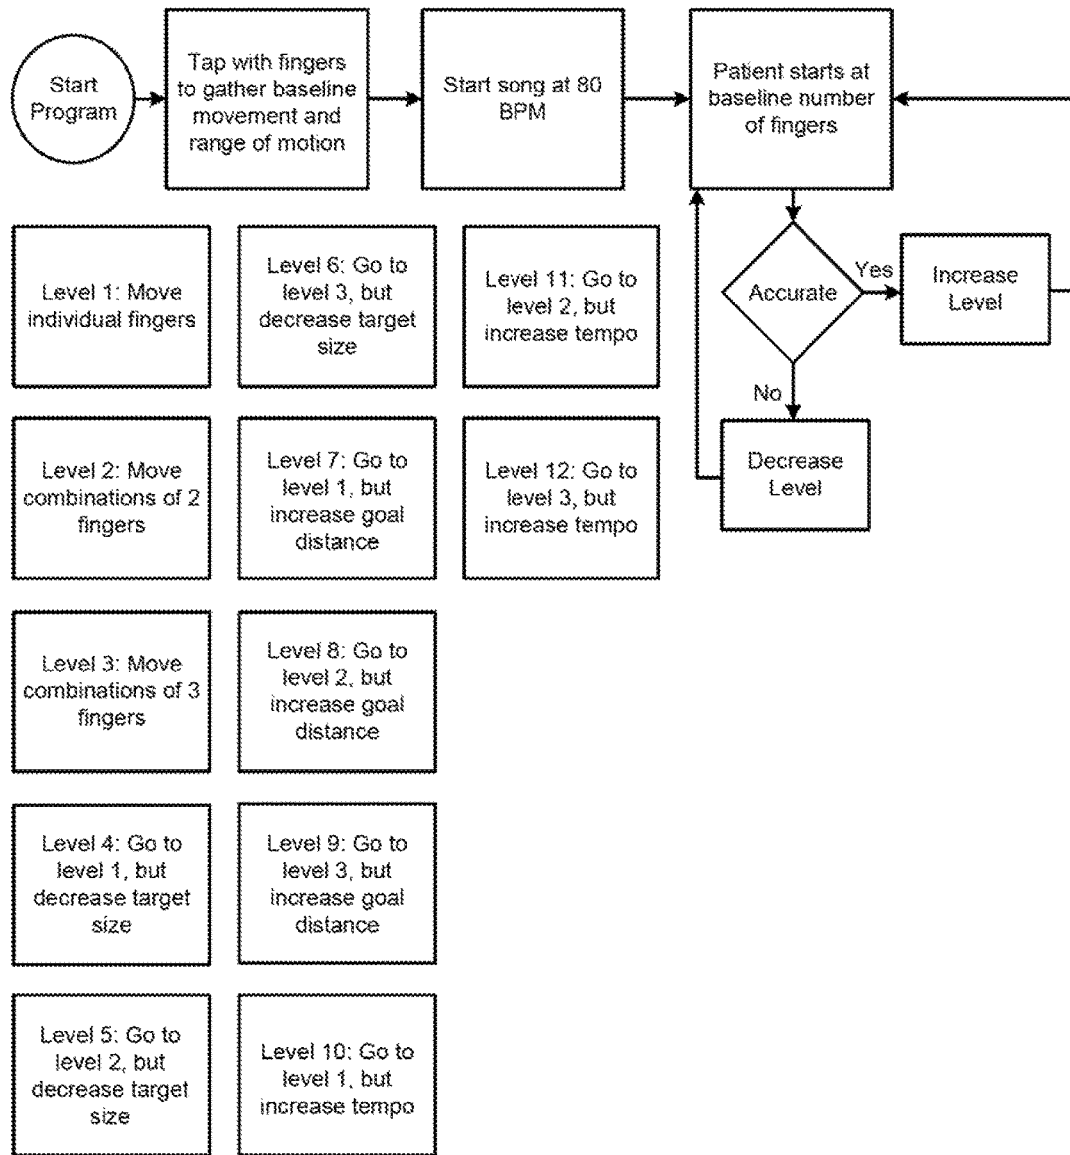 Start
Program
Tap with fingers
to gather baseline
movement and
range of motion
Start song at 80
BPM
Patient starts at
baseline number
of fingers
Accurate
Yes
Increase
Level
No
Decrease
Level
Level 1: Move
individual fingers
Level 2: Move
combinations of 2
fingers
Level 3: Move
combinations of 3
fingers
Level 4: Go to
level 1, but
decrease target
size
Level 5: Go to
level 2, but
decrease target
size
Level 6: Go to
level 3, but
decrease target
size
Level 7: Go to
level 1, but
increase goal
distance
Level 8: Go to
level 2, but
increase goal
distance
Level 9: Go to
level 3, but
increase goal
distance
Level 10: Go to
level 1, but
increase tempo
Level 11: Go to
level 2, but
increase tempo
Level 12: Go to
level 3, but
increase tempo